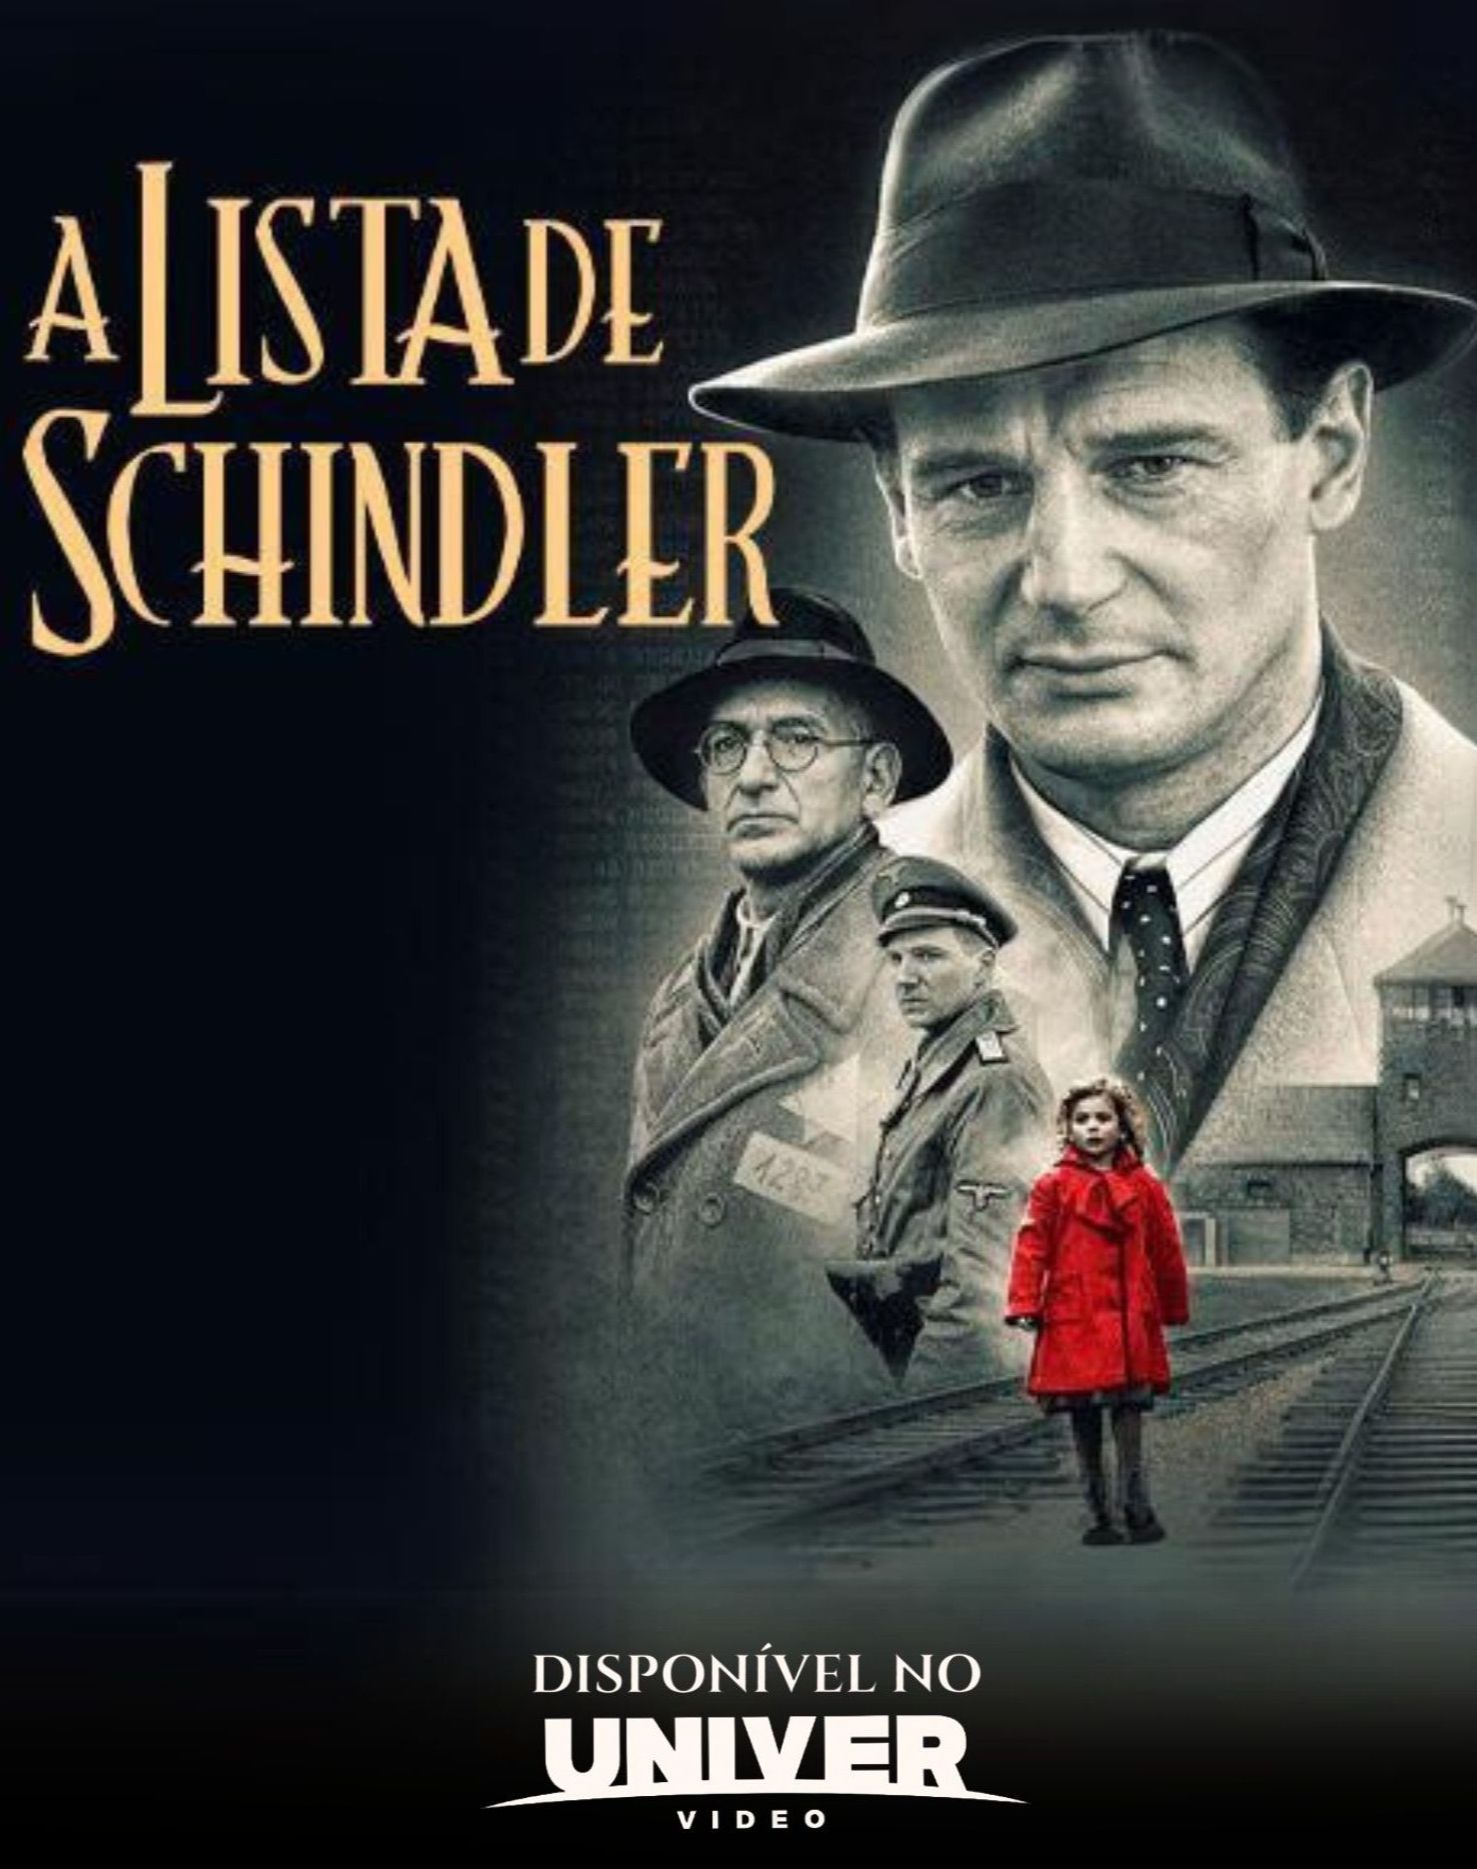 A LISTA DE
SCHINDLER
DISPONÍVEL NO
UNIVER
VIDEO